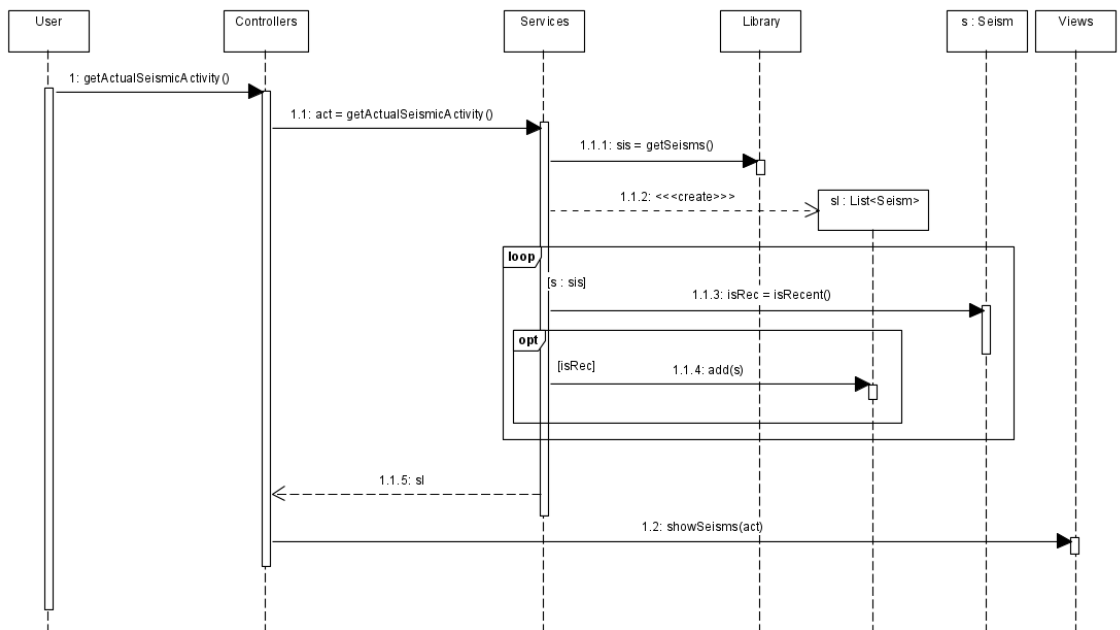 User
Controllers
Services
Library
s : Seism
Views
1: getActualSeismicActivity()
1.1: act = getActualSeismicActivity()
1.1.1: sis = getSeisms()
1.1.2: <<<create>>>
sl : List<Seism>
loop
[s : sis]
1.1.3: isRec = isRecent()
opt
[isRec]
1.1.4: add(s)
1.1.5: sl
1.2: showSeisms(act)